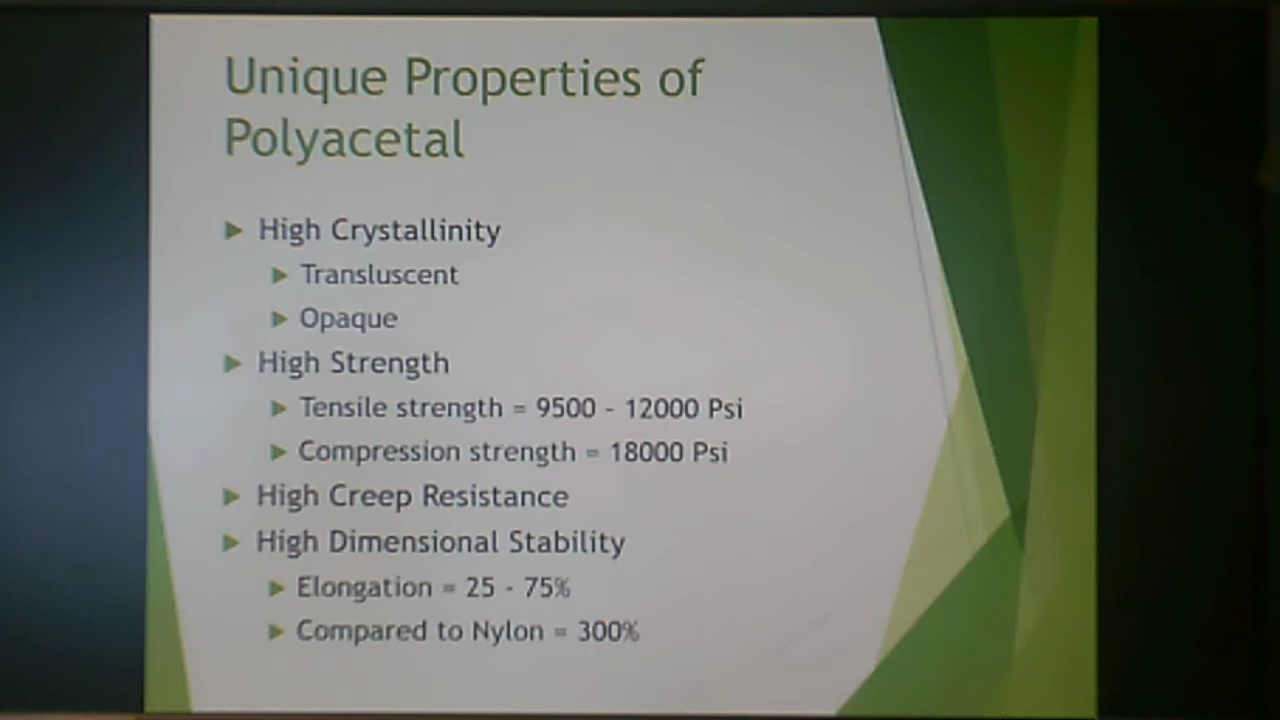 Unique Properties of
Polyacetal
High Crystallinity
Transluscent
Opaque
High Strength
Tensile strength = 9500 - 12000 Psi
Compression strength = 18000 Psi
High Creep Resistance
High Dimensional Stability
Elongation = 25 - 75%
Compared to Nylon = 300%